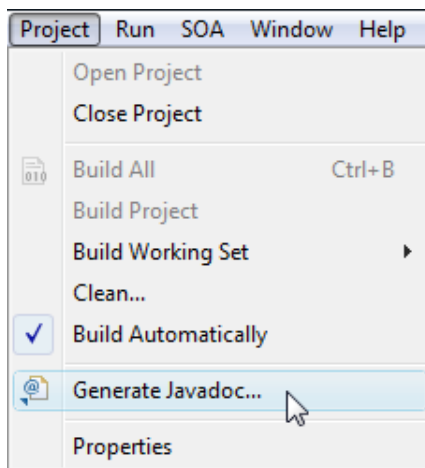 Project Run SOA Window Help
Open Project
Close Project
010
Build All Ctrl+B
Build Project
Build Working Set
Clean...
Build Automatically
@
Generate Javadoc...
Properties